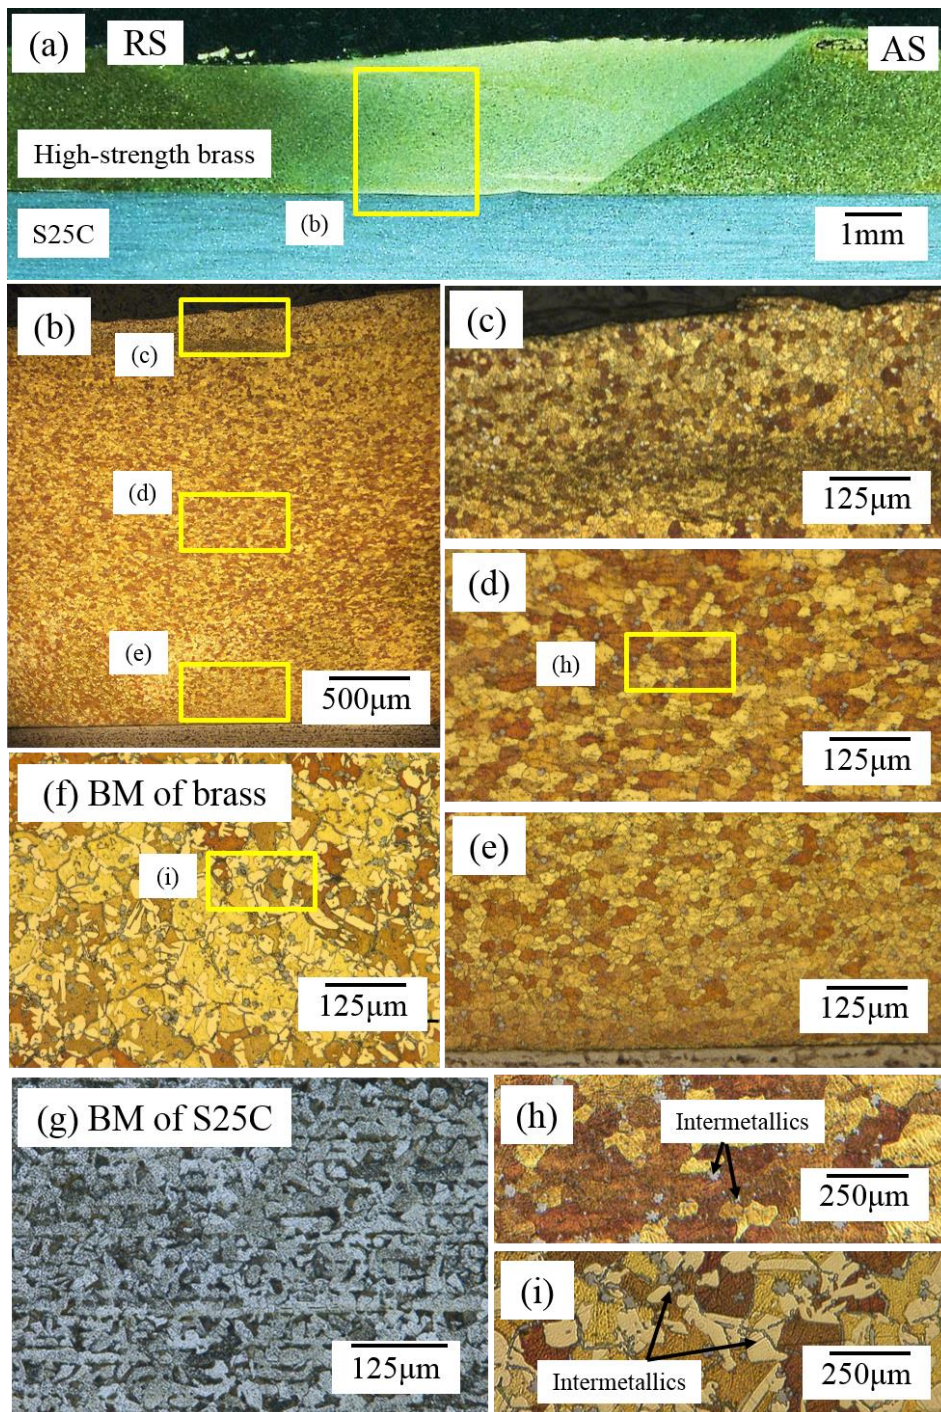 (a)
RS
AS
High-strength brass
S25C
(b)
1mm
(b)
(c)
(d)
(e)
500μm
(c)
125μm
(d)
(h)
125μm
(f) BM of brass
(i)
125μm
(e)
125μm
(g) BM of S25C
125μm
(h)
Intermetallics
250μm
(i)
Intermetallics
250μm